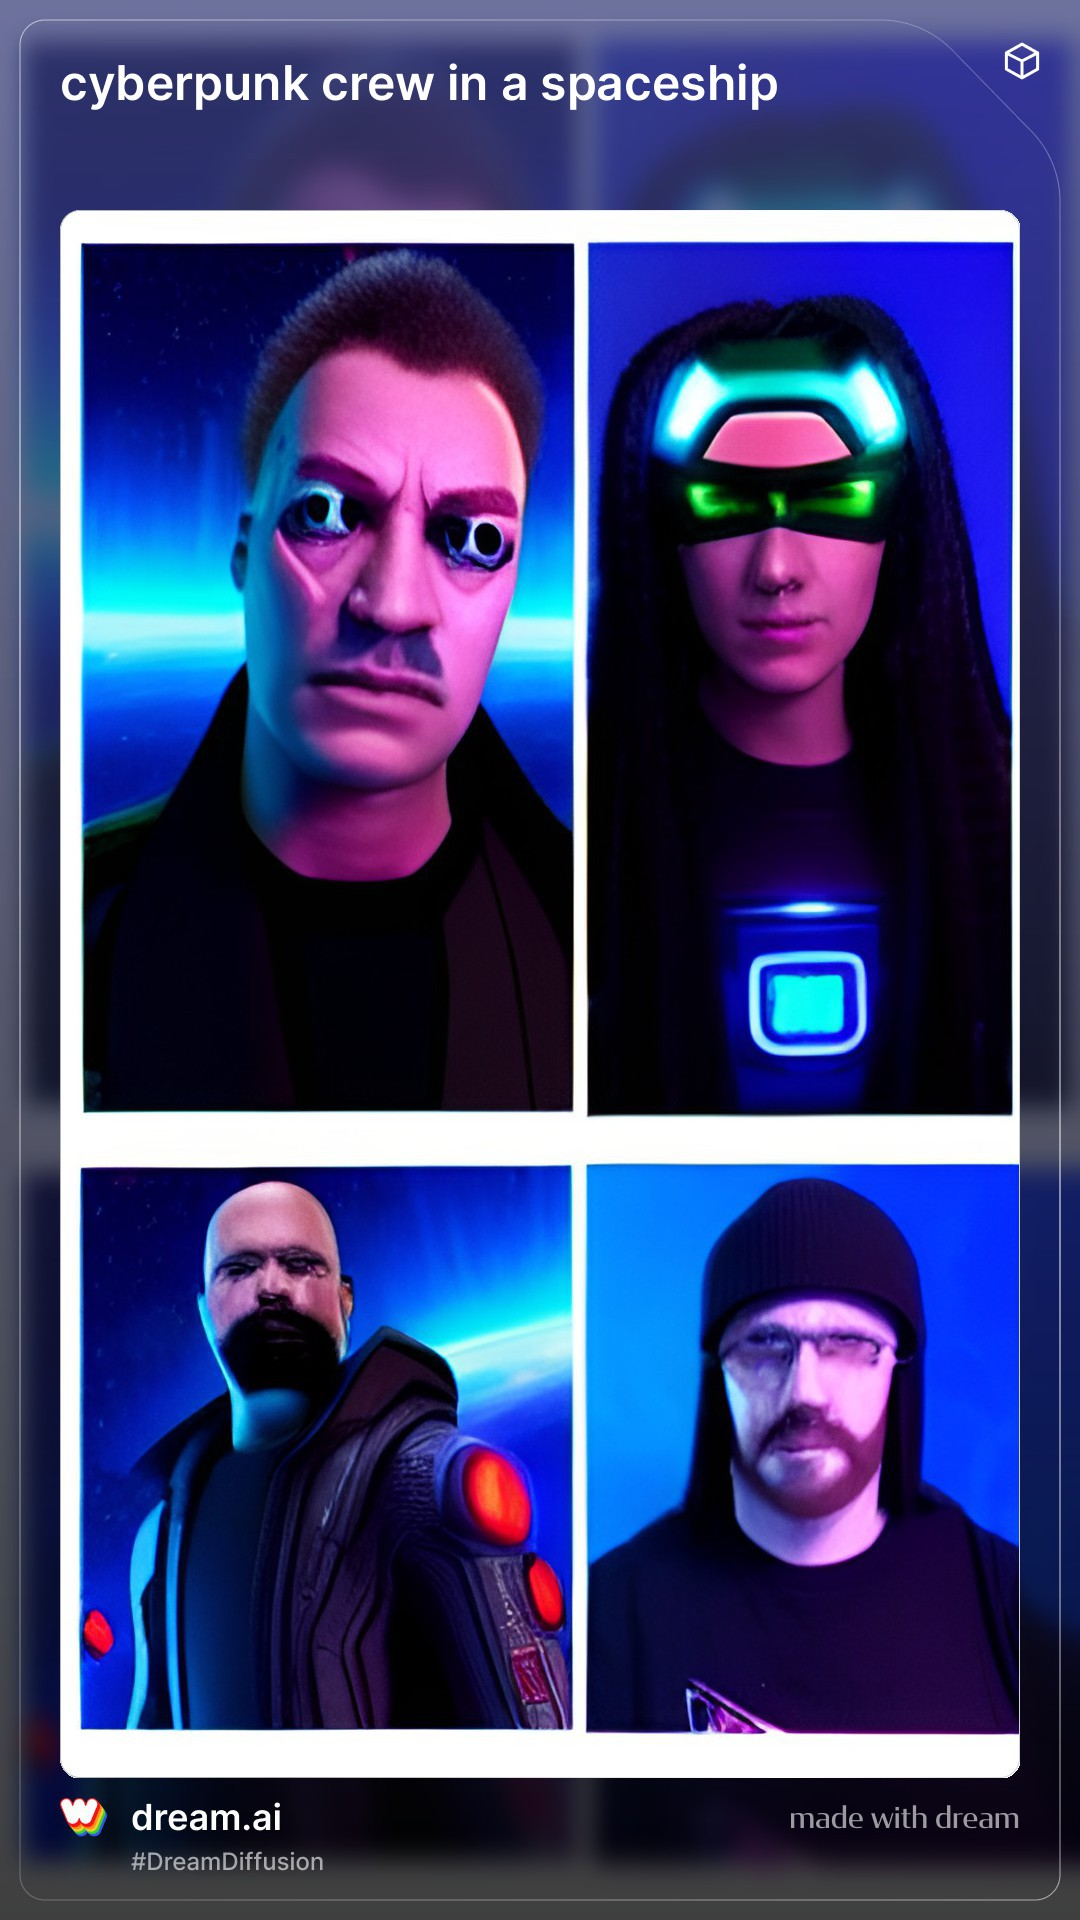 cyberpunk crew in a spaceship
dream.ai
made with dream
#DreamDiffusion